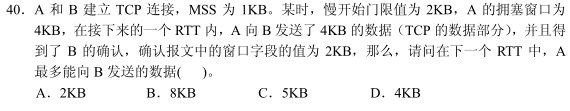 40. A 和 B 建立 TCP 连接，MSS 为 1KB。某时，慢开始门限值为 2KB，A 的拥塞窗口为
4KB，在接下来的一个 RTT 内，A 向 B 发送了 4KB 的数据（TCP 的数据部分），并且得
到了 B 的确认，确认报文中的窗口字段的值为 2KB，那么，请问在下一个 RTT 中，A
最多能向 B 发送的数据( )。
A．2KB B．8KB C．5KB D．4KB